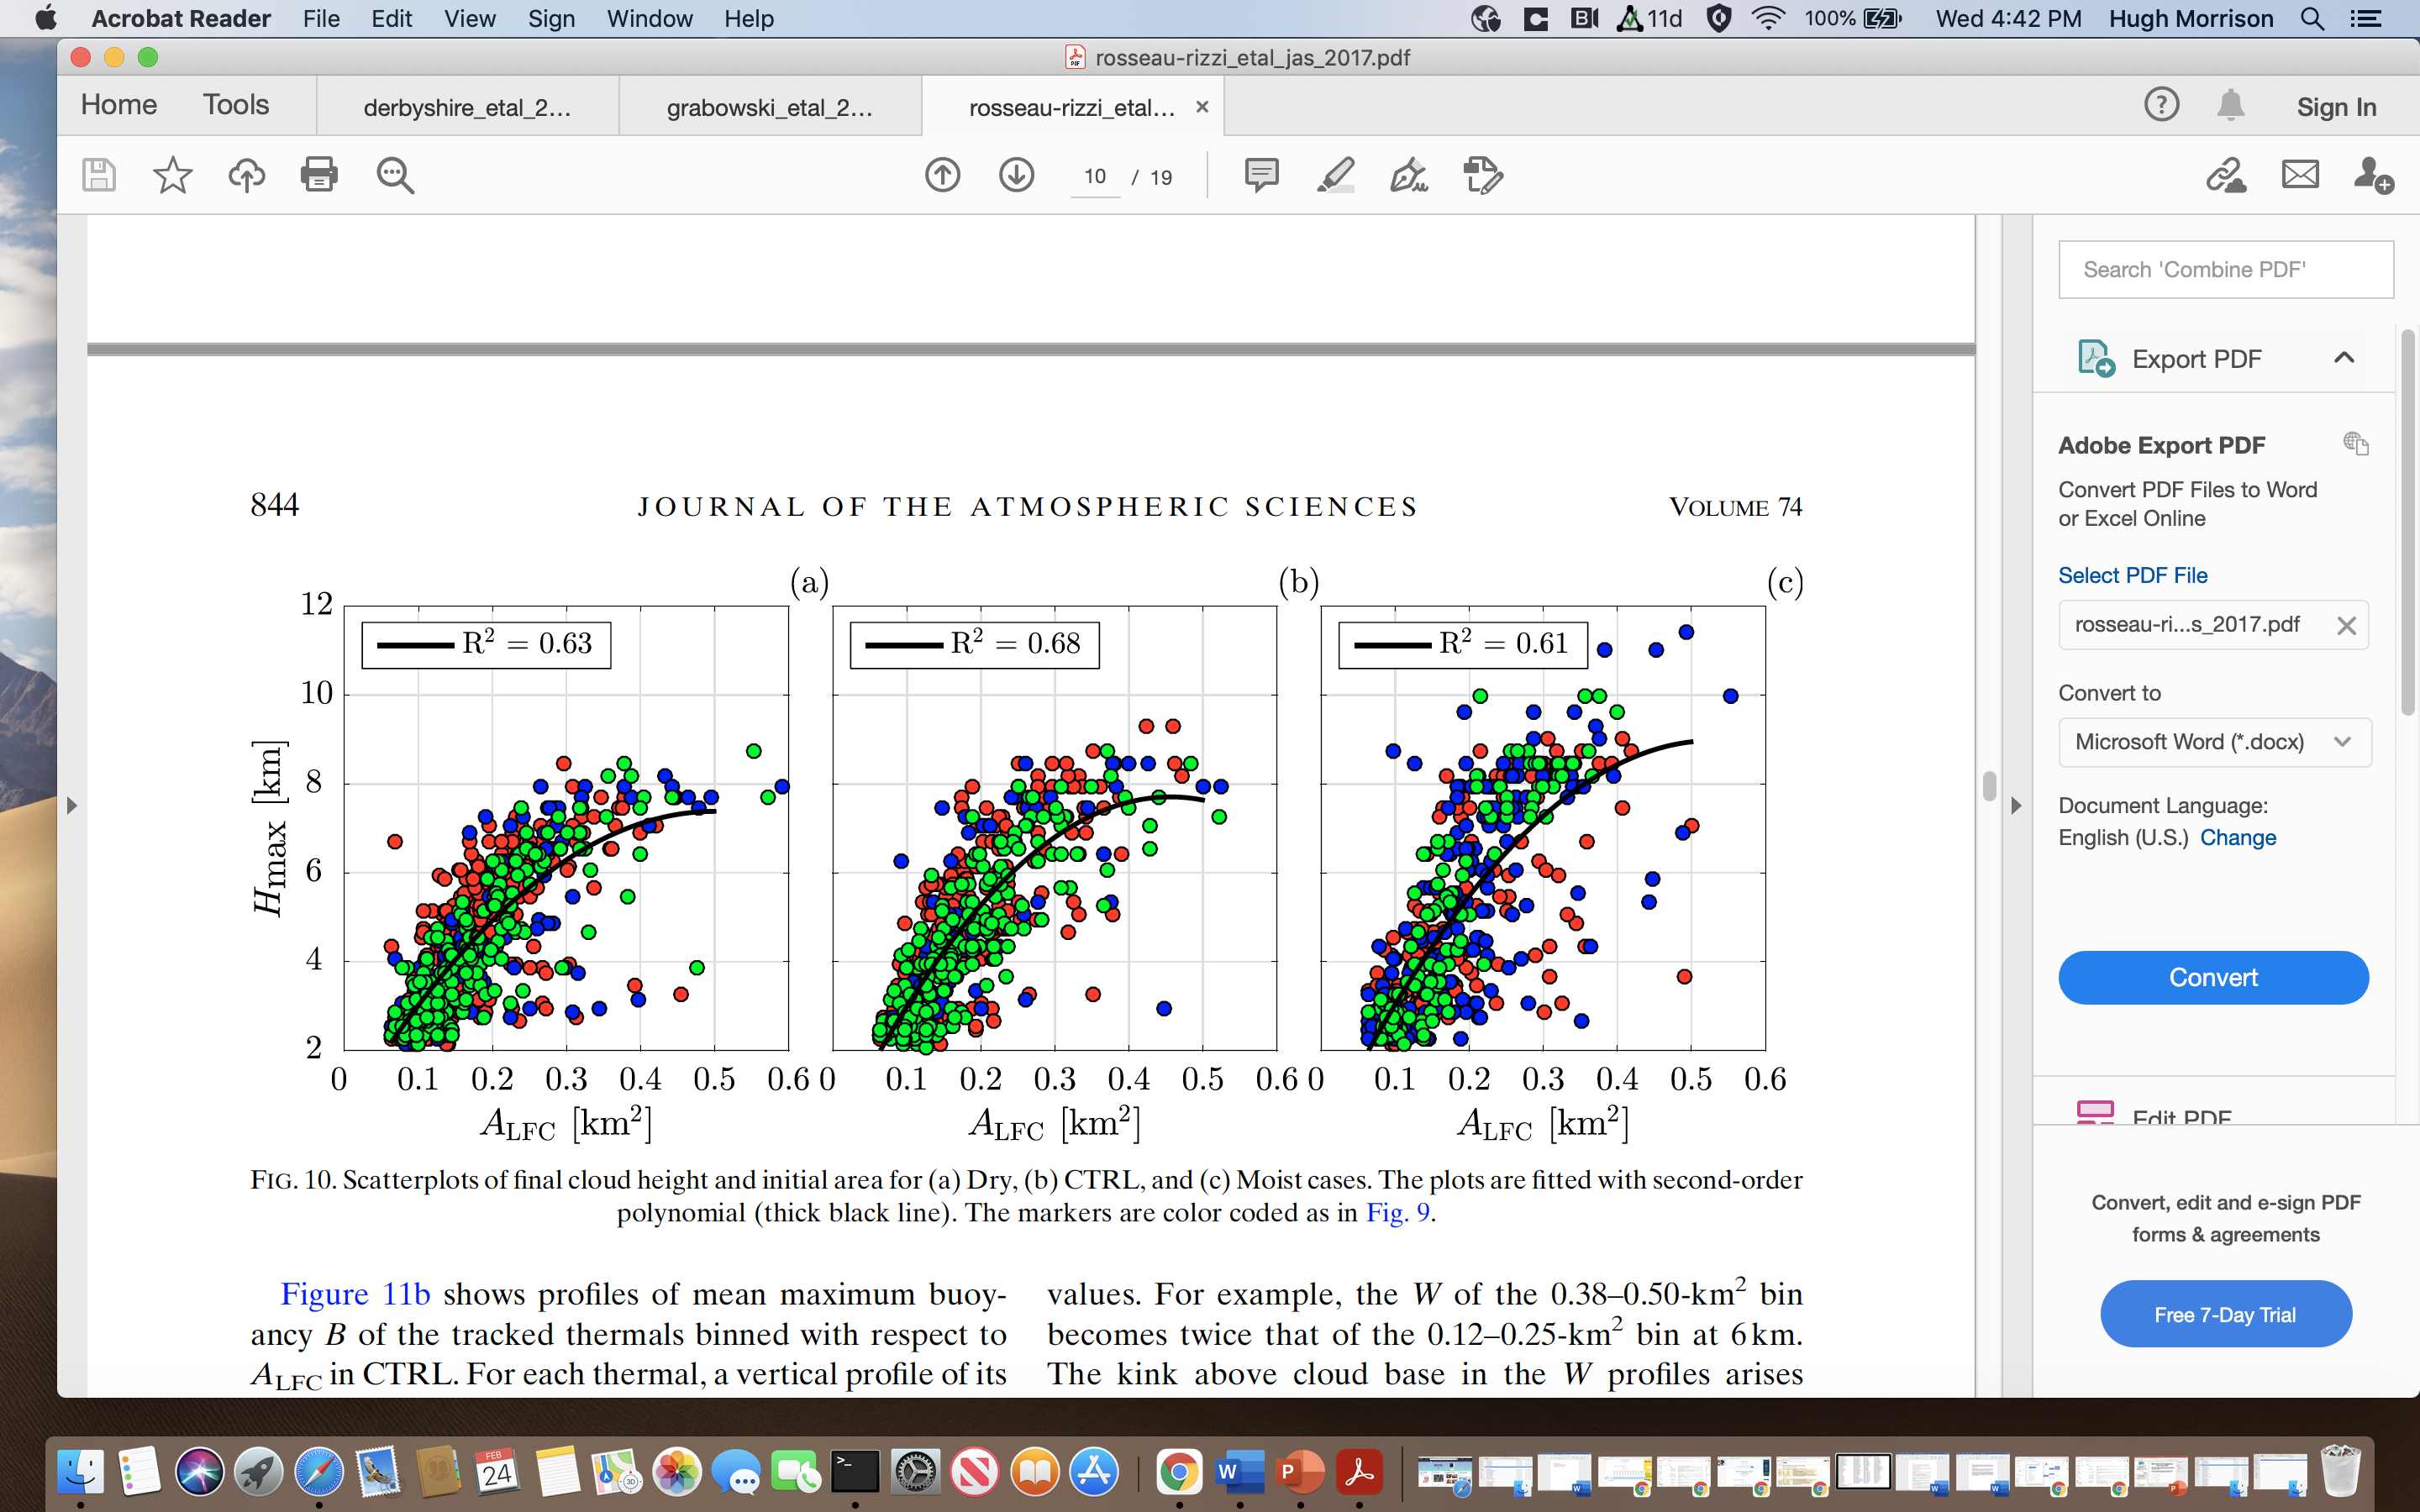 Acrobat Reader File Edit View Sign Window Help 11d 100% Wed 4:42 PM Hugh Morrison
rosseau-rizzi_etal_jas_2017.pdf
Home Tools derbyshire_etal_2... grabowski_etal_2... rosseau-rizzi_etal... × Sign In
10 / 19
Search 'Combine PDF'
Export PDF
Adobe Export PDF
Convert PDF Files to Word
or Excel Online
Select PDF File
rosseau-ri...s_2017.pdf
Convert to
Microsoft Word (*.docx)
Document Language:
English (U.S.) Change
Convert
Edit PDF
Convert, edit and e-sign PDF
forms & agreements
Free 7-Day Trial
844 JOURNAL OF THE ATMOSPHERIC SCIENCES VOLUME 74
(a) (b) (c)
R² = 0.63 R² = 0.68 R² = 0.61
12
10
8
6
4
2
Hmax [km]
0 0.1 0.2 0.3 0.4 0.5 0.6 0 0.1 0.2 0.3 0.4 0.5 0.6 0 0.1 0.2 0.3 0.4 0.5 0.6
ALFC [km²] ALFC [km²] ALFC [km²]
FIG. 10. Scatterplots of final cloud height and initial area for (a) Dry, (b) CTRL, and (c) Moist cases. The plots are fitted with second-order
polynomial (thick black line). The markers are color coded as in Fig. 9.
Figure 11b shows profiles of mean maximum buoy-
ancy B of the tracked thermals binned with respect to
ALFC in CTRL. For each thermal, a vertical profile of its
values. For example, the W of the 0.38–0.50-km² bin
becomes twice that of the 0.12–0.25-km² bin at 6 km.
The kink above cloud base in the W profiles arises
FEB
24